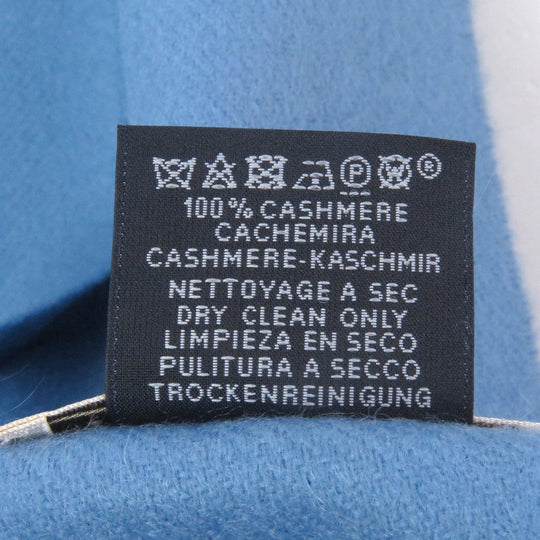 P W ®
100% CASHMERE
CACHEMIRA
CASHMERE-KASCHMIR
NETTOYAGE A SEC
DRY CLEAN ONLY
LIMPIEZA EN SECO
PULITURA A SECCO
TROCKENREINIGUNG